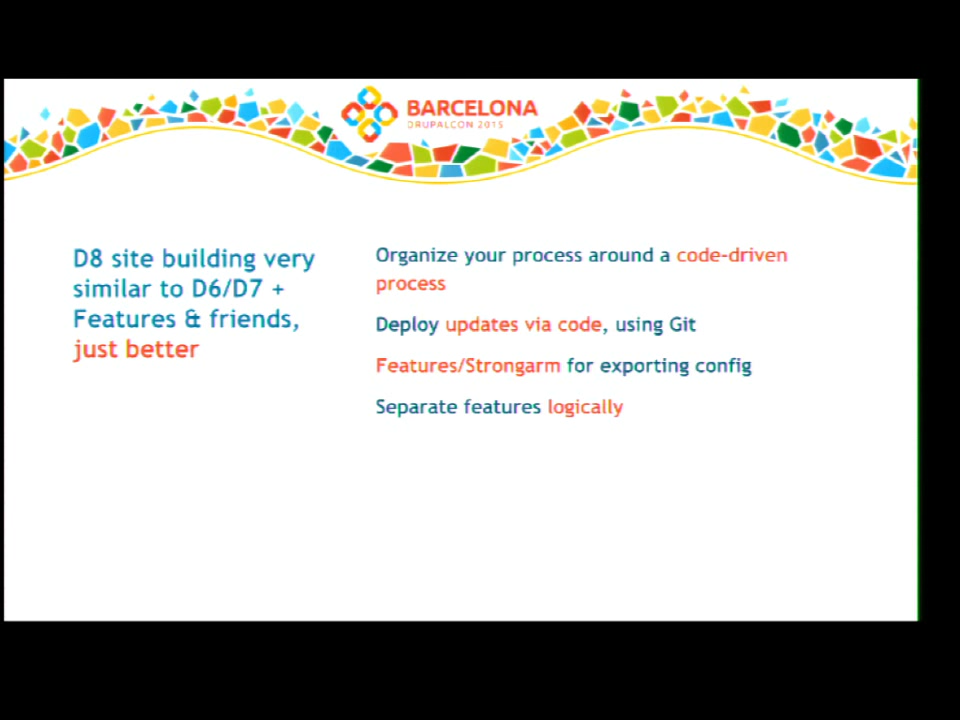 BARCELONA
DRUPALCON 2015
D8 site building very
similar to D6/D7 +
Features & friends,
just better
Organize your process around a code-driven
process
Deploy updates via code, using Git
Features/Strongarm for exporting config
Separate features logically